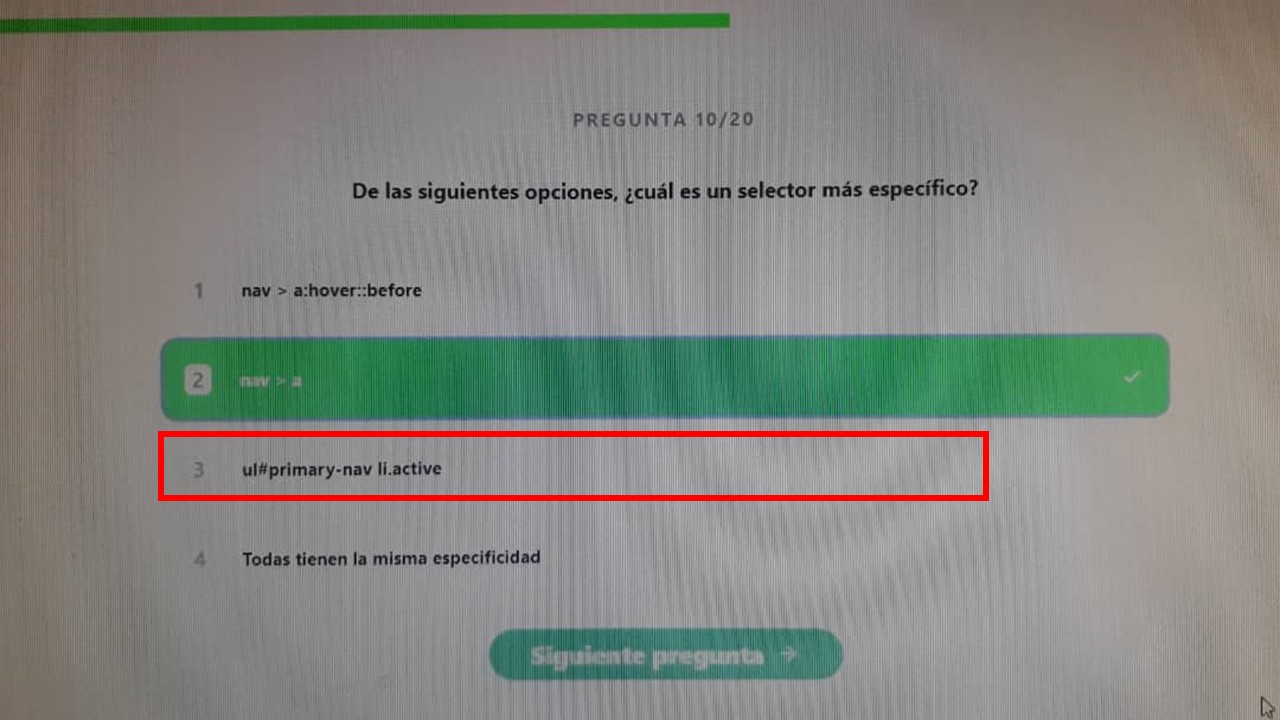 PREGUNTA 10/20
De las siguientes opciones, ¿cuál es un selector más específico?
1 nav > a:hover::before
2 nav > a
3 ul#primary-nav li.active
4 Todas tienen la misma especificidad
Siguiente pregunta →